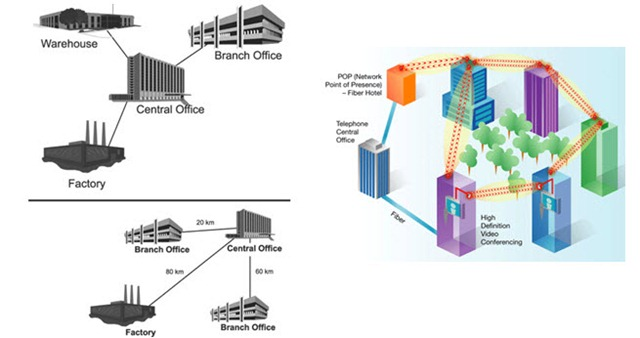 Warehouse
Branch Office
Central Office
Factory
20 km
Branch Office
Central Office
80 km
60 km
Factory
Branch Office
POP (Network
Point of Presence)
– Fiber Hotel
Telephone
Central
Office
Fiber
High
Definition
Video
Conferencing